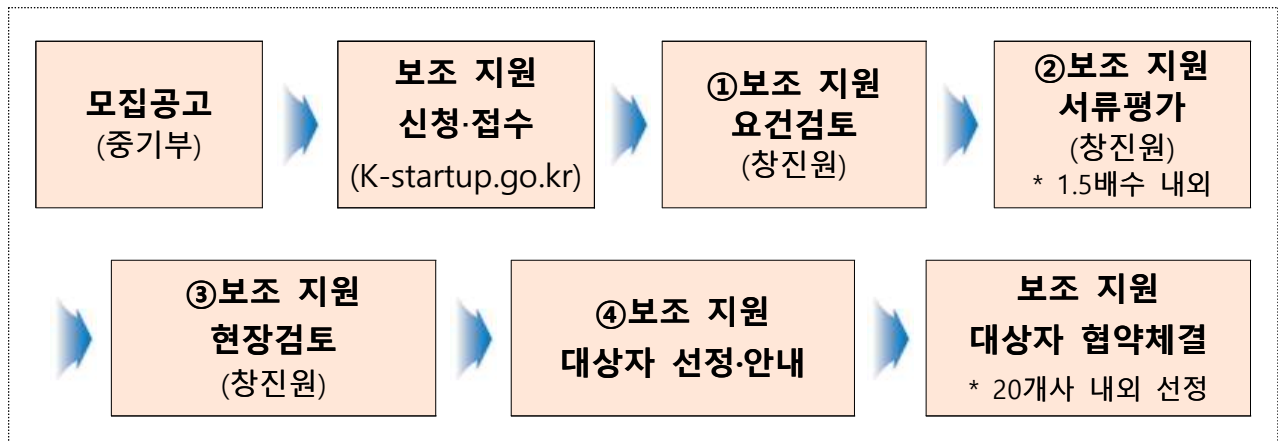 모집공고
(중기부)
보조 지원
신청·접수
(K-startup.go.kr)
①보조 지원
요건검토
(창진원)
②보조 지원
서류평가
(창진원)
* 1.5배수 내외
③보조 지원
현장검토
(창진원)
④보조 지원
대상자 선정·안내
보조 지원
대상자 협약체결
* 20개사 내외 선정